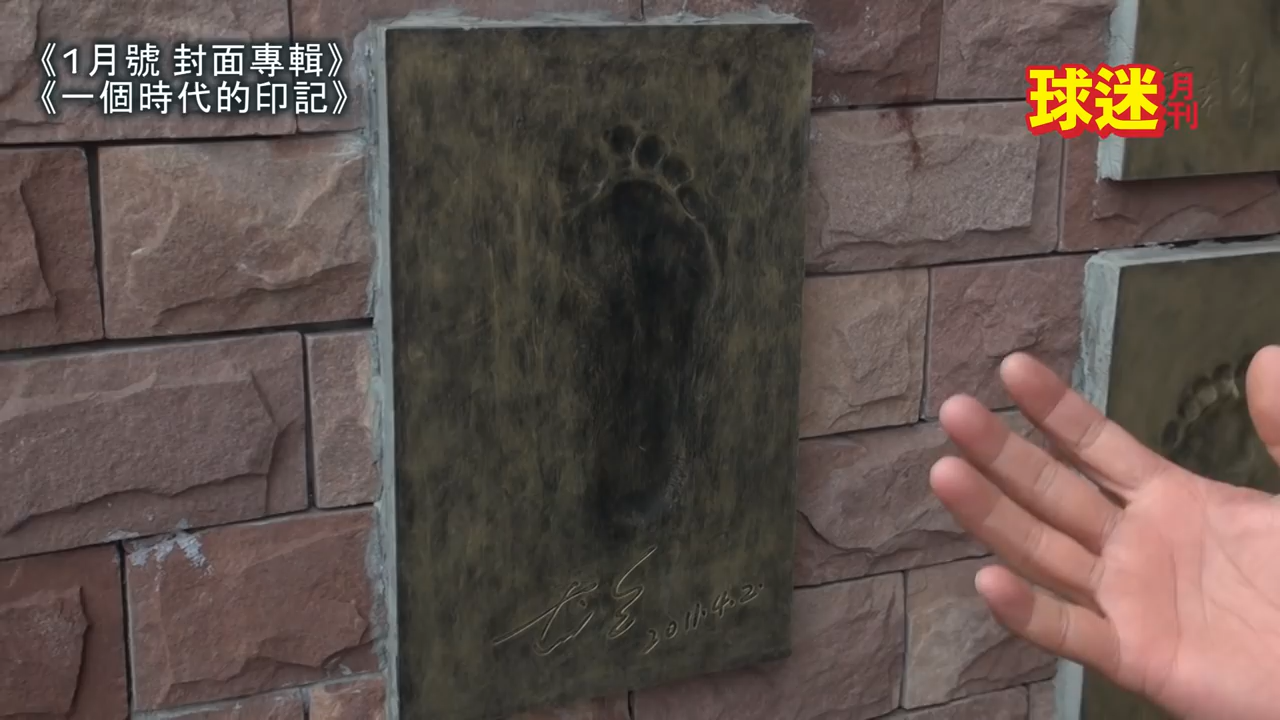 《1月號 封面專輯》
《一個時代的印記》
球迷月刊
2011.4.2.